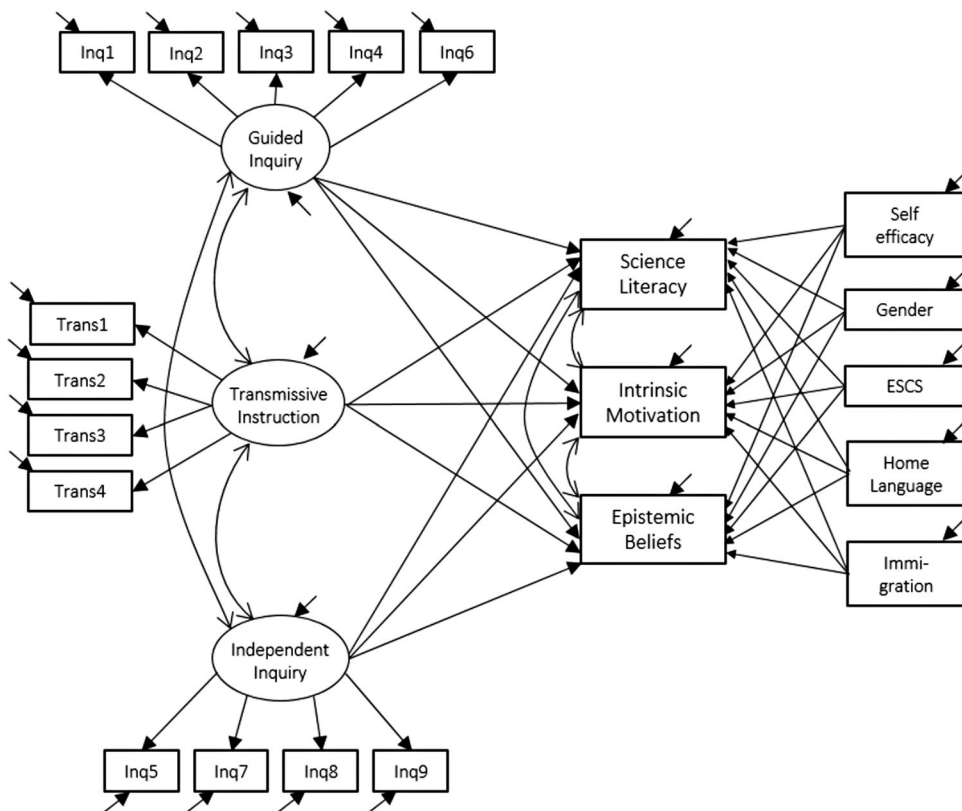 Inq1
Inq2
Inq3
Inq4
Inq6
Guided
Inquiry
Self
efficacy
Science
Literacy
Gender
Trans1
Trans2
Trans3
Trans4
Transmissive
Instruction
Intrinsic
Motivation
ESCS
Home
Language
Epistemic
Beliefs
Immi-
gration
Independent
Inquiry
Inq5
Inq7
Inq8
Inq9